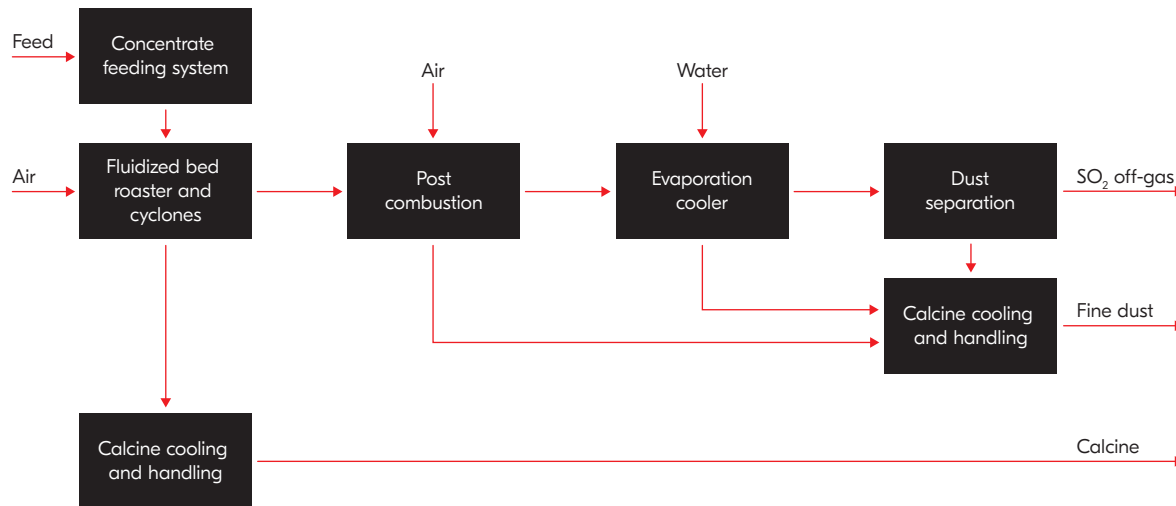 Feed
Concentrate
feeding system
Air
Water
Air
Fluidized bed
roaster and
cyclones
Post
combustion
Evaporation
cooler
Dust
separation
SO₂ off-gas
Calcine cooling
and handling
Fine dust
Calcine cooling
and handling
Calcine